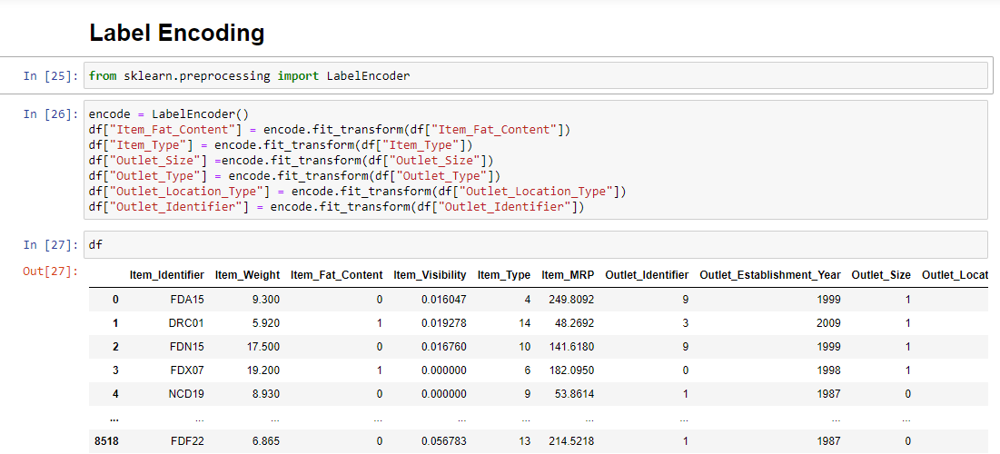 Label Encoding
In [25]: from sklearn.preprocessing import LabelEncoder
In [26]: encode = LabelEncoder()
df["Item_Fat_Content"] = encode.fit_transform(df["Item_Fat_Content"])
df["Item_Type"] = encode.fit_transform(df["Item_Type"])
df["Outlet_Size"] =encode.fit_transform(df["Outlet_Size"])
df["Outlet_Type"] = encode.fit_transform(df["Outlet_Type"])
df["Outlet_Location_Type"] = encode.fit_transform(df["Outlet_Location_Type"])
df["Outlet_Identifier"] = encode.fit_transform(df["Outlet_Identifier"])
In [27]: df
Out[27]:
Item_Identifier Item_Weight Item_Fat_Content Item_Visibility Item_Type Item_MRP Outlet_Identifier Outlet_Establishment_Year Outlet_Size Outlet_Locat
0 FDA15 9.300 0 0.016047 4 249.8092 9 1999 1
1 DRC01 5.920 1 0.019278 14 48.2692 3 2009 1
2 FDN15 17.500 0 0.016760 10 141.6180 9 1999 1
3 FDX07 19.200 1 0.000000 6 182.0950 0 1998 1
4 NCD19 8.930 0 0.000000 9 53.8614 1 1987 0
... ... ... ... ... ... ... ... ... ...
8518 FDF22 6.865 0 0.056783 13 214.5218 1 1987 0